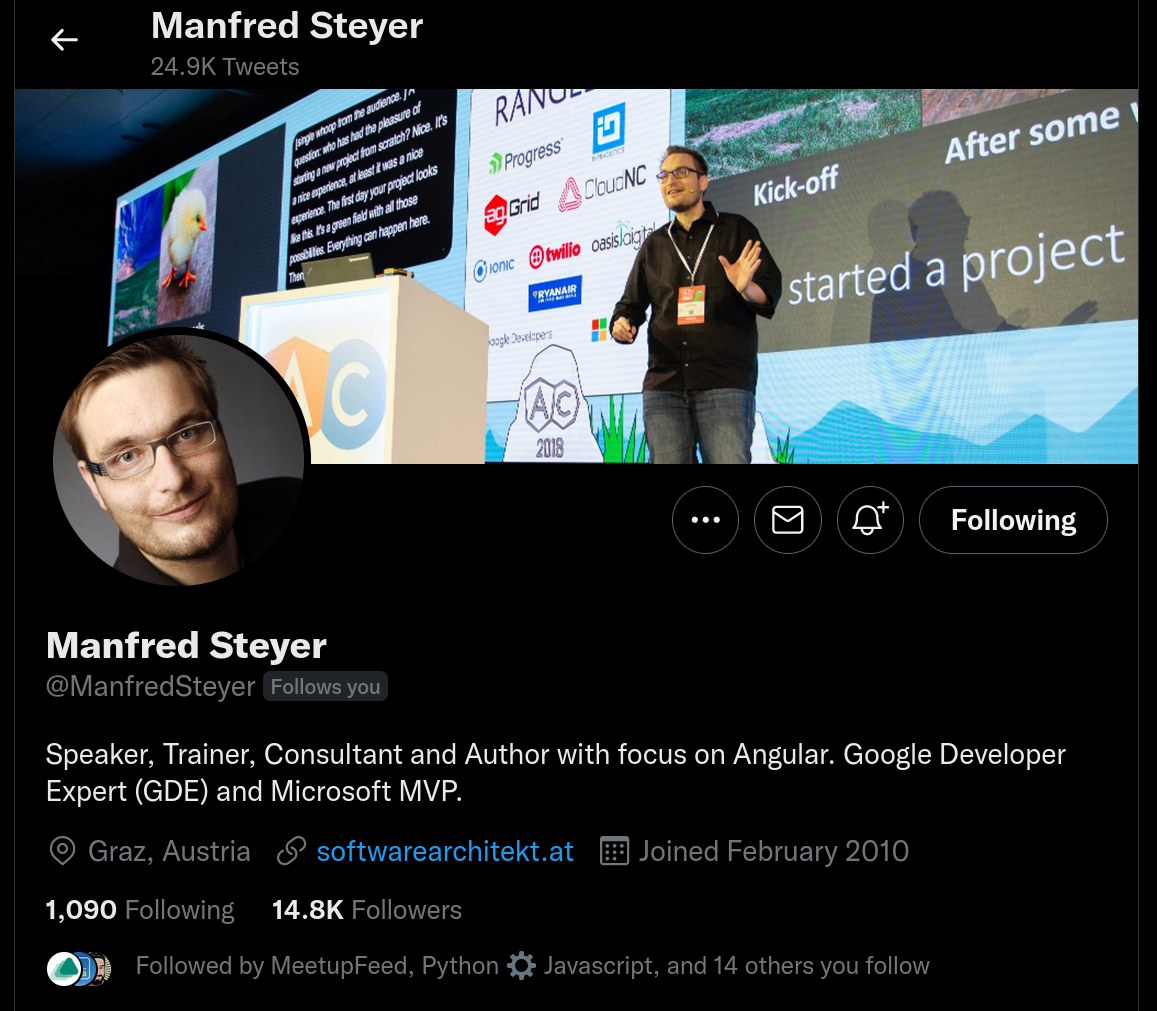 Manfred Steyer
24.9K Tweets
[single whoop from the audience. ] A
question: who has had the pleasure of
starting a new project from scratch? Nice. It's
a nice experience, at least it was a nice
experience. The first day your project looks
like this. It's a green field with all those
possibilities. Everything can happen here.
Then,
RANGLE
Progress
INFRAGISTICS
ag Grid
CloudNC
ionic
twilio
oasisdigital
RYANAIR
Google Developers
AC
2018
AC
Kick-off
After some
started a project
Following
Manfred Steyer
@ManfredSteyer Follows you
Speaker, Trainer, Consultant and Author with focus on Angular. Google Developer
Expert (GDE) and Microsoft MVP.
Graz, Austria softwarearchitekt.at Joined February 2010
1,090 Following 14.8K Followers
Followed by MeetupFeed, Python Javascript, and 14 others you follow